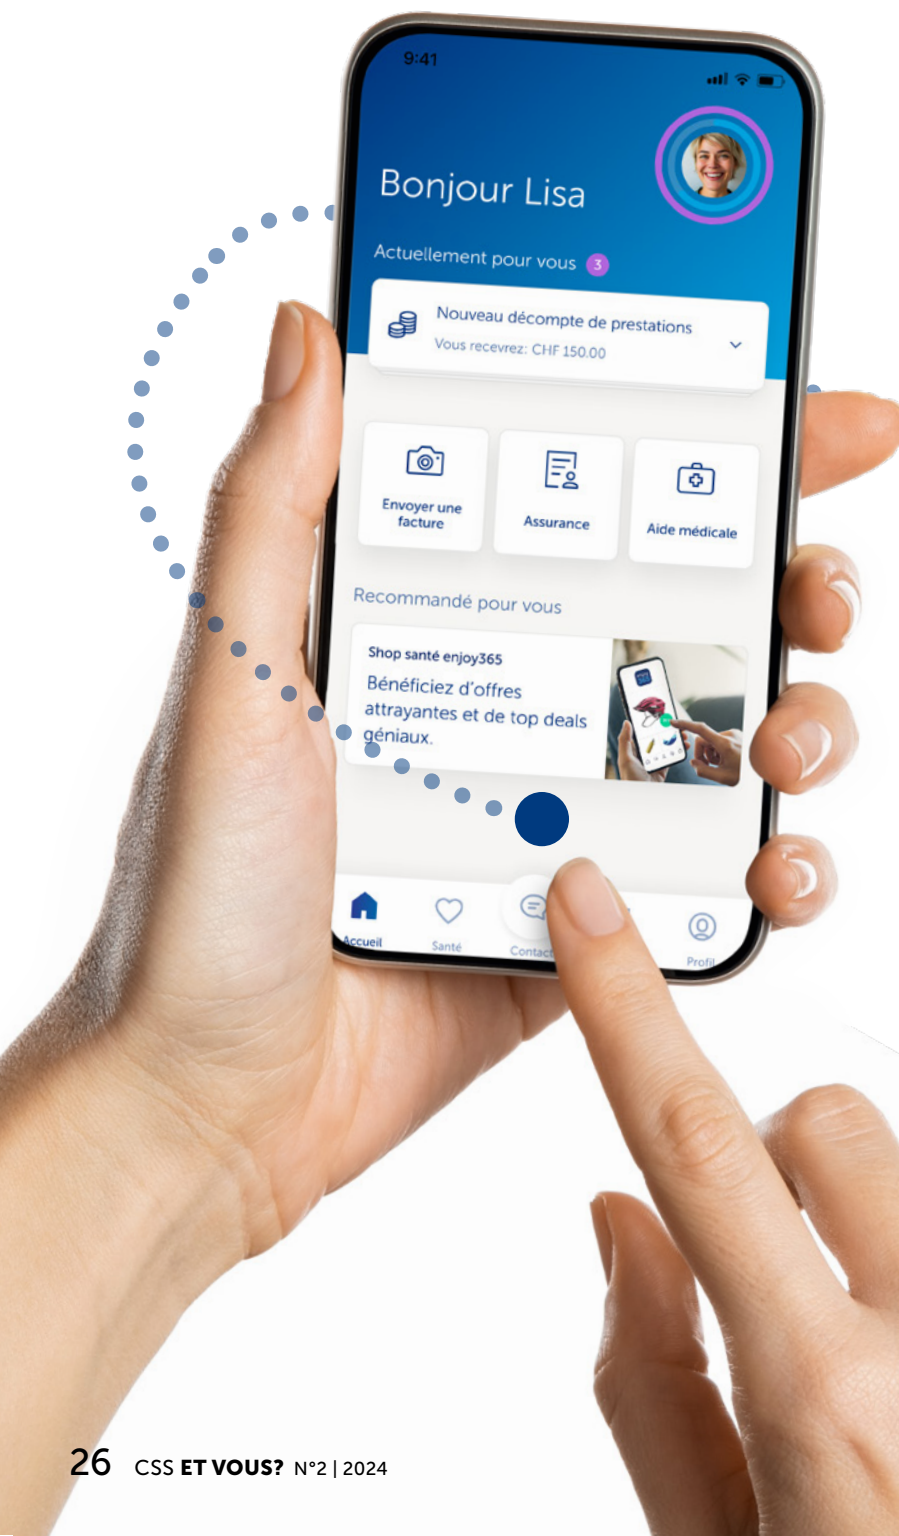 9:41
Bonjour Lisa
Actuellement pour vous 3
Nouveau décompte de prestations
Vous recevrez: CHF 150.00
Envoyer une
facture
Assurance
Aide médicale
Recommandé pour vous
Shop santé enjoy365
Bénéficiez d’offres
attrayantes et de top deals
géniaux.
Accueil
Santé
Contact
Profil
26 CSS ET VOUS? N°2 | 2024